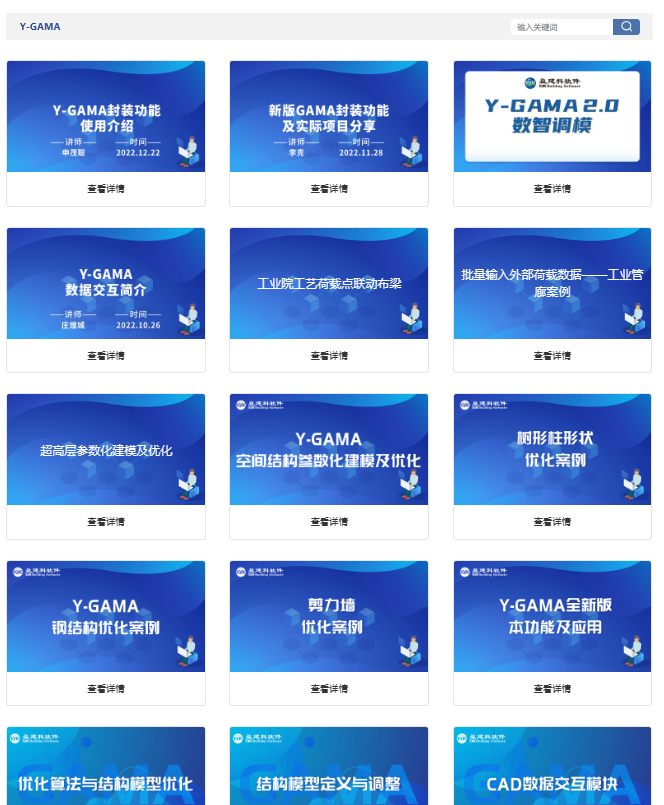 Y-GAMA
输入关键词
Y-GAMA封装功能
使用介绍
讲师 时间
申茂聪 2022.12.22
查看详情
新版GAMA封装功能
及实际项目分享
讲师 时间
李克 2022.11.28
查看详情
盈建科软件
YJK Building Software
Y-GAMA 2.0
数智调模
查看详情
Y-GAMA
数据交互简介
讲师 时间
2022.10.26
查看详情
工业院工艺荷载点联动布梁
查看详情
批量输入外部荷载数据——工业管
廊案例
查看详情
超高层参数化建模及优化
查看详情
盈建科软件
YJK Building Software
Y-GAMA
空间结构参数化建模及优化
查看详情
盈建科软件
YJK Building Software
树形柱形状
优化案例
查看详情
盈建科软件
YJK Building Software
Y-GAMA
钢结构优化案例
查看详情
盈建科软件
YJK Building Software
剪力墙
优化案例
查看详情
盈建科软件
YJK Building Software
Y-GAMA全新版
本功能及应用
查看详情
盈建科软件
YJK Building Software
GAMA
优化算法与结构模型优化
盈建科软件
YJK Building Software
GAMA
结构模型定义与调整
盈建科软件
YJK Building Software
GAMA
CAD数据交互模块